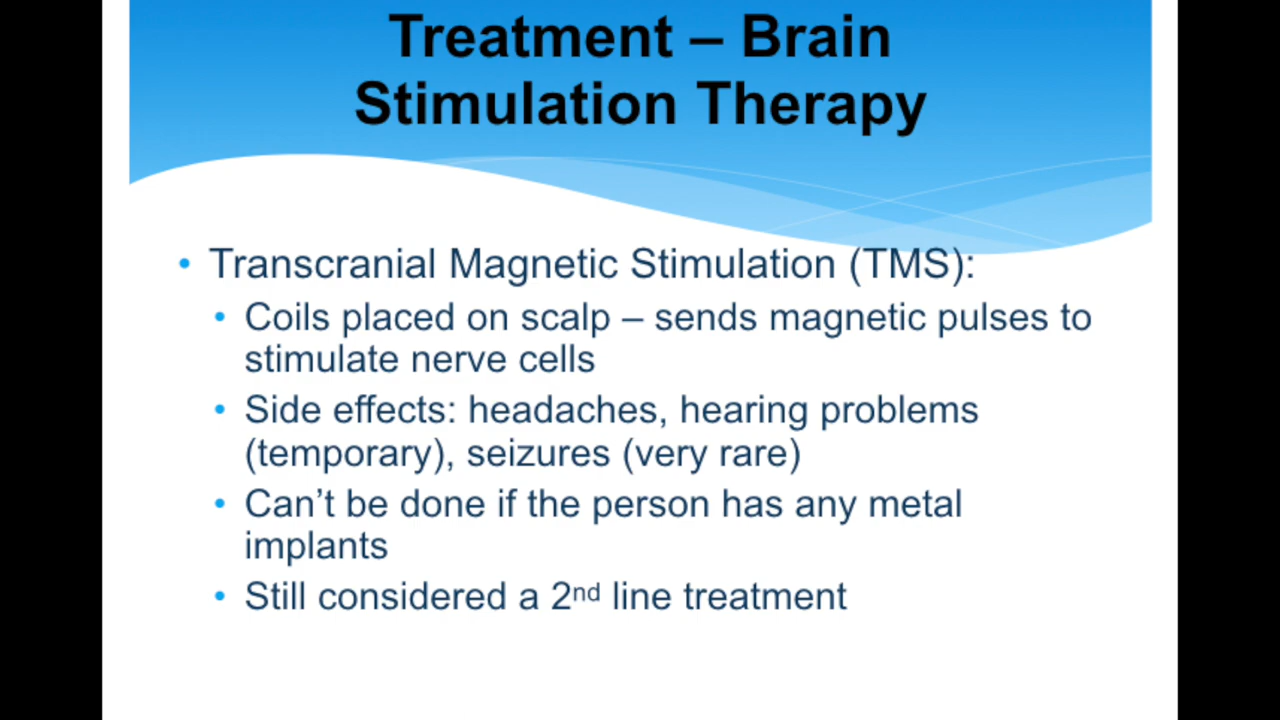 Treatment – Brain
Stimulation Therapy
• Transcranial Magnetic Stimulation (TMS):
• Coils placed on scalp – sends magnetic pulses to
stimulate nerve cells
• Side effects: headaches, hearing problems
(temporary), seizures (very rare)
• Can’t be done if the person has any metal
implants
• Still considered a 2nd line treatment